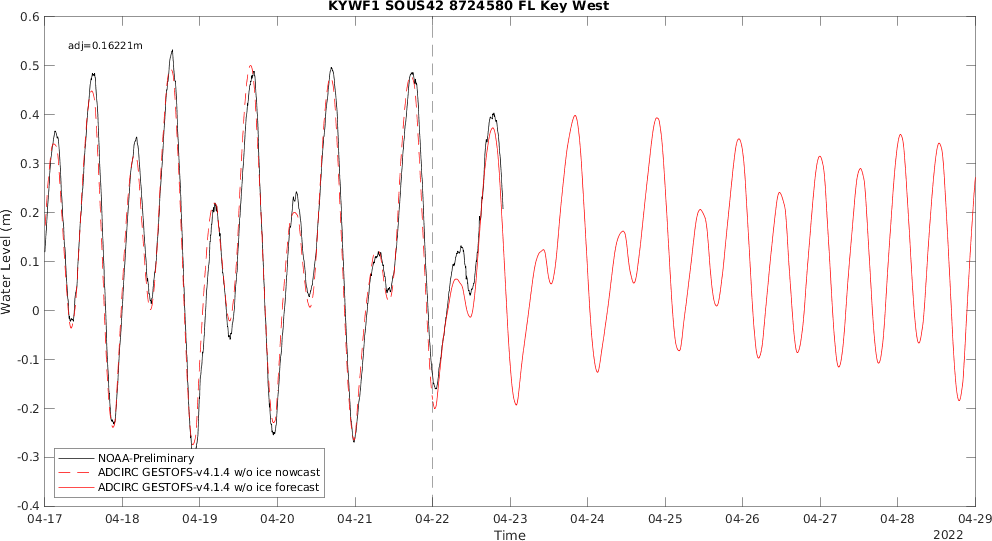 KYWF1 SOUS42 8724580 FL Key West
adj=0.16221m
Water Level (m)
0.6
0.5
0.4
0.3
0.2
0.1
0
-0.1
-0.2
-0.3
-0.4
NOAA-Preliminary
ADCIRC GESTOFS-v4.1.4 w/o ice nowcast
ADCIRC GESTOFS-v4.1.4 w/o ice forecast
04-17 04-18 04-19 04-20 04-21 04-22 04-23 04-24 04-25 04-26 04-27 04-28 04-29
Time
2022